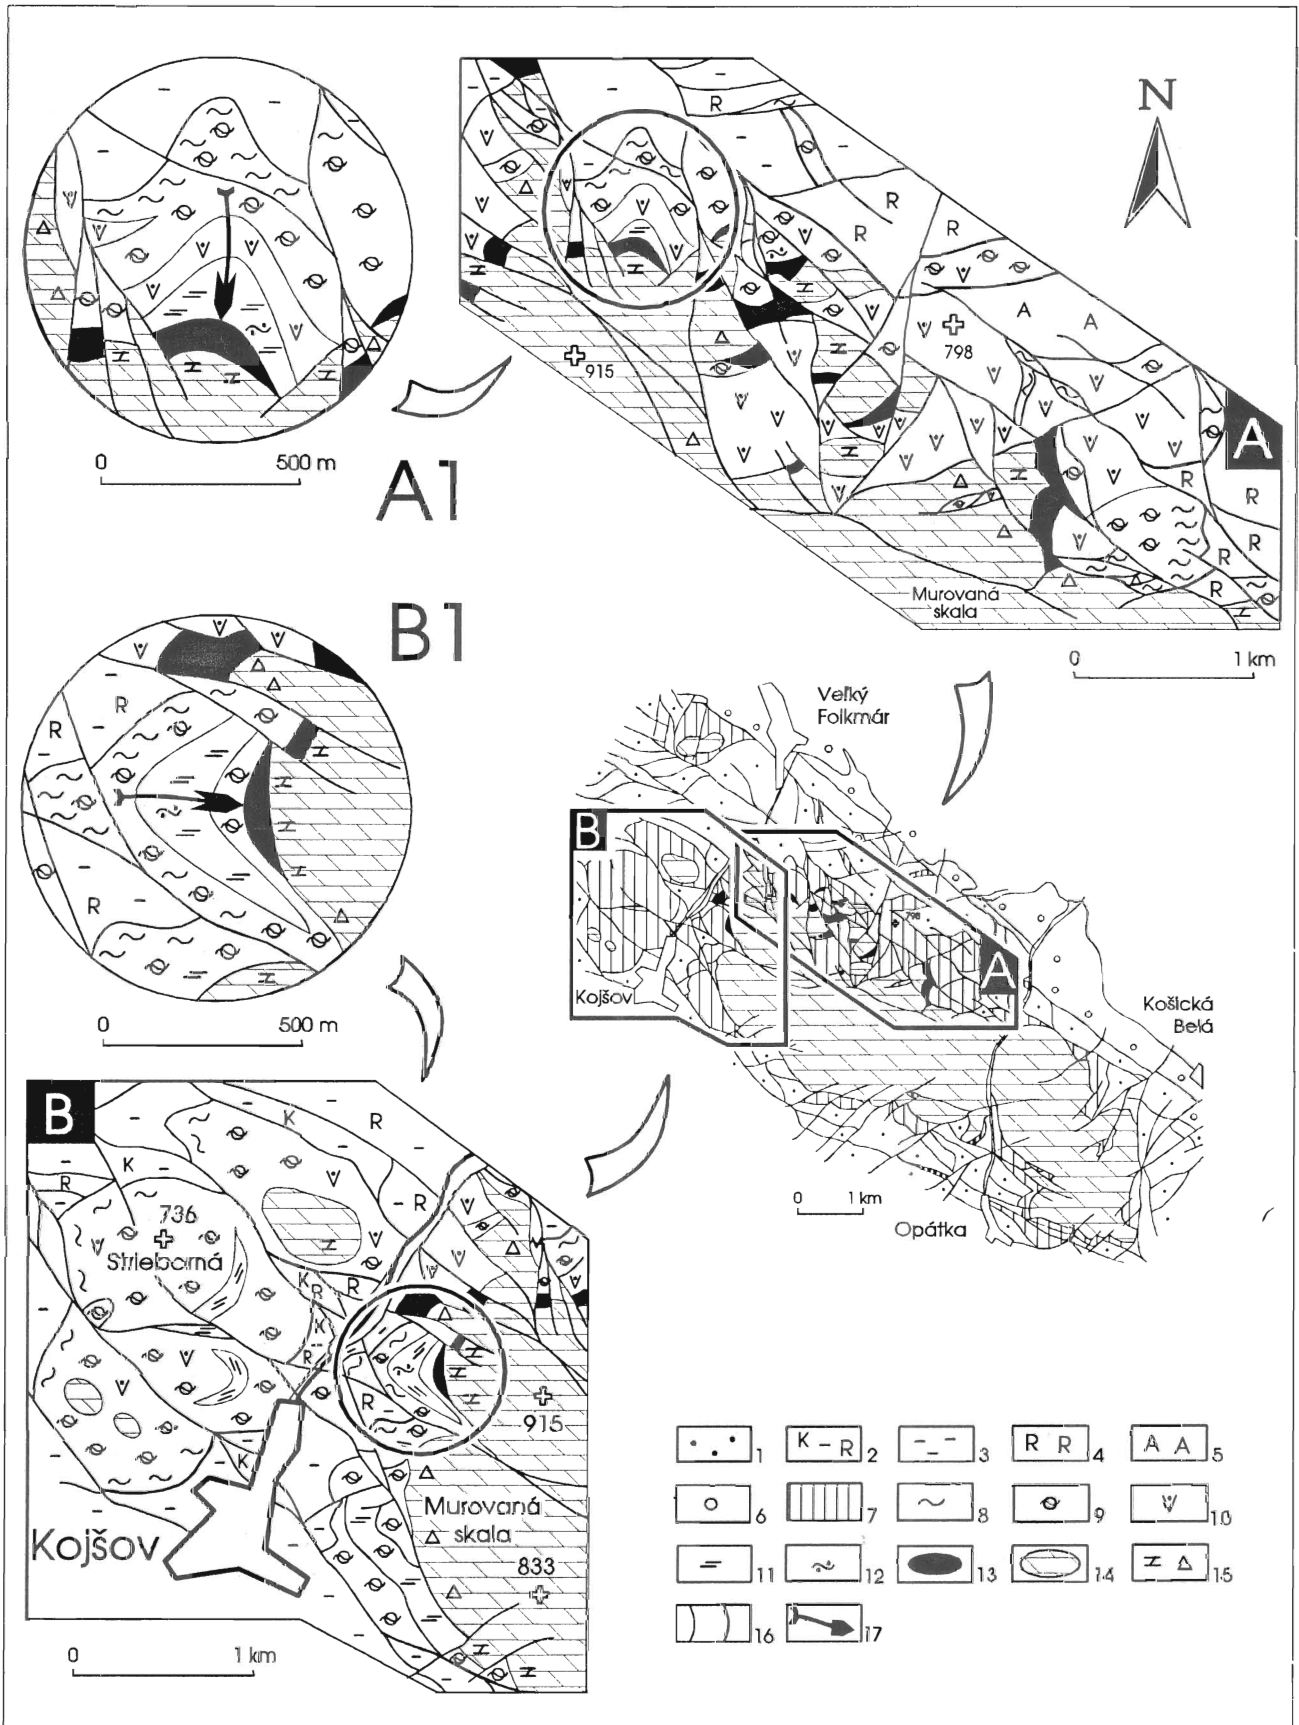 N
R
R
R
R
A
A
798
915
A
R
R
R
R
R
Murovaná
skala
0 1 km
0 500 m
A1
B1
R
R
R
0 500 m
Veľký
Folkmár
B
798
A
Kojšov
Košická
Belá
0 1 km
Opátka
B
K
R
K
R
R
736
Strieborná
K
R
R
K
R
R
K
915
Murovaná
skala
833
Kojšov
0 1 km
1
K – R 2
3
R R 4
A A 5
6
7
8
9
10
11
12
13
14
15
16
17